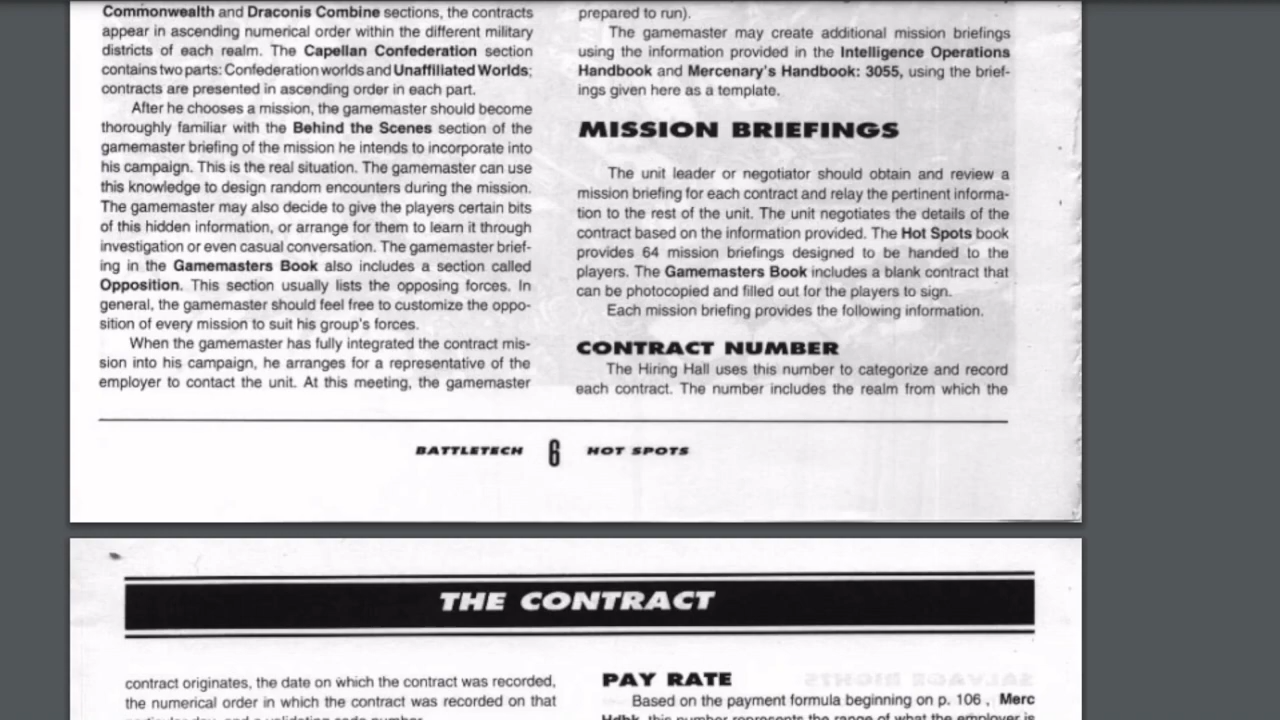 Commonwealth and Draconis Combine sections, the contracts
appear in ascending numerical order within the different military
districts of each realm. The Capellan Confederation section
contains two parts: Confederation worlds and Unaffiliated Worlds;
contracts are presented in ascending order in each part.
After he chooses a mission, the gamemaster should become
thoroughly familiar with the Behind the Scenes section of the
gamemaster briefing of the mission he intends to incorporate into
his campaign. This is the real situation. The gamemaster can use
this knowledge to design random encounters during the mission.
The gamemaster may also decide to give the players certain bits
of this hidden information, or arrange for them to learn it through
investigation or even casual conversation. The gamemaster brief-
ing in the Gamemasters Book also includes a section called
Opposition. This section usually lists the opposing forces. In
general, the gamemaster should feel free to customize the oppo-
sition of every mission to suit his group's forces.
When the gamemaster has fully integrated the contract mis-
sion into his campaign, he arranges for a representative of the
employer to contact the unit. At this meeting, the gamemaster
prepared to run).
The gamemaster may create additional mission briefings
using the information provided in the Intelligence Operations
Handbook and Mercenary's Handbook: 3055, using the brief-
ings given here as a template.
MISSION BRIEFINGS
The unit leader or negotiator should obtain and review a
mission briefing for each contract and relay the pertinent informa-
tion to the rest of the unit. The unit negotiates the details of the
contract based on the information provided. The Hot Spots book
provides 64 mission briefings designed to be handed to the
players. The Gamemasters Book includes a blank contract that
can be photocopied and filled out for the players to sign.
Each mission briefing provides the following information.
CONTRACT NUMBER
The Hiring Hall uses this number to categorize and record
each contract. The number includes the realm from which the
BATTLETECH 6 HOT SPOTS
THE CONTRACT
contract originates, the date on which the contract was recorded,
the numerical order in which the contract was recorded on that
particular day, and a validating code number.
PAY RATE
Based on the payment formula beginning on p. 106 , Merc
Hdbk, this number represents the range of what the employer is